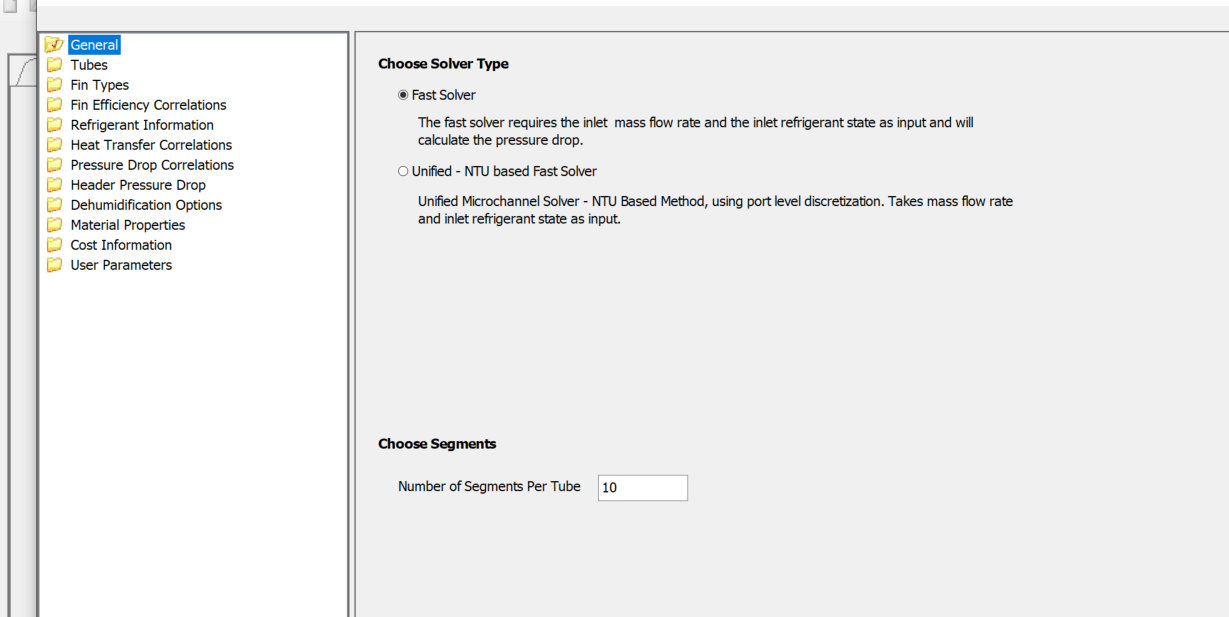 General
Tubes
Fin Types
Fin Efficiency Correlations
Refrigerant Information
Heat Transfer Correlations
Pressure Drop Correlations
Header Pressure Drop
Dehumidification Options
Material Properties
Cost Information
User Parameters
Choose Solver Type
Fast Solver
The fast solver requires the inlet  mass flow rate and the inlet refrigerant state as input and will
calculate the pressure drop.
Unified - NTU based Fast Solver
Unified Microchannel Solver - NTU Based Method, using port level discretization. Takes mass flow rate
and inlet refrigerant state as input.
Choose Segments
Number of Segments Per Tube 10